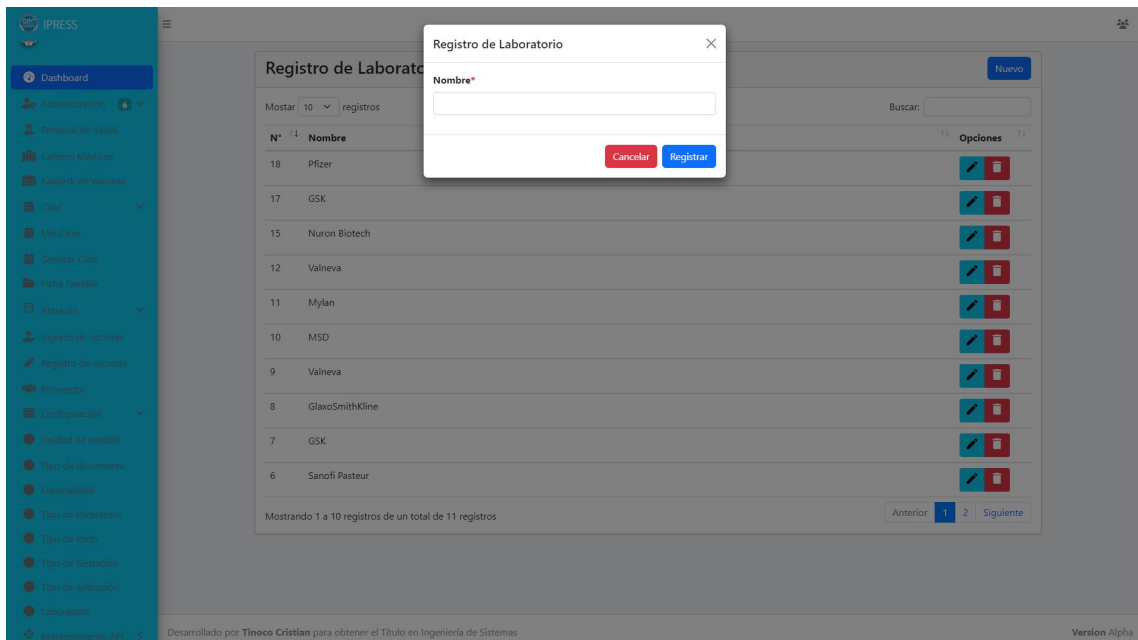 IPRESS
Dashboard
Administración 6
Personal de Salud
Centros Médicos
Kardesk de Vacunas
Citas
Mis Citas
Generar Citas
Ficha Familiar
Almacén
Ingreso de vacunas
Registro de vacunas
Proveedor
Configuración
Unidad de medida
Tipo de documento
Especialidad
Tipo de Parentesco
Tipo de Parto
Tipo de Gestación
Tipo de aplicación
Laboratorio
Mantenimiento
Registro de Laboratorio
Nombre*
Cancelar Registrar
Registro de Laborato
Nuevo
Mostar 10 registros
Buscar:
N° Nombre Opciones
18 Pfizer
17 GSK
15 Nuron Biotech
12 Valneva
11 Mylan
10 MSD
9 Valneva
8 GlaxoSmithKline
7 GSK
6 Sanofi Pasteur
Mostrando 1 a 10 registros de un total de 11 registros
Anterior 1 2 Siguiente
Desarrollado por Tinoco Cristian para obtener el Título en Ingeniería de Sistemas
Version Alpha